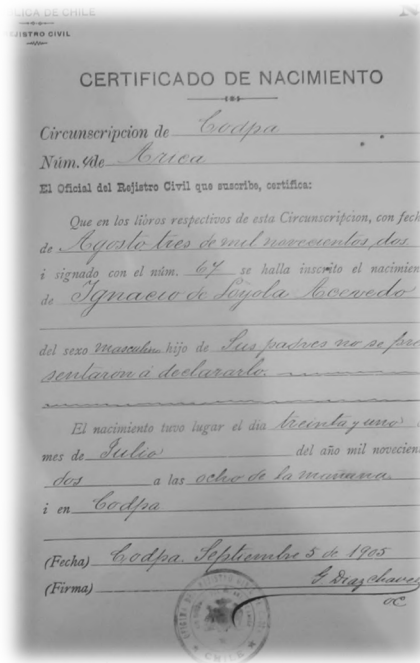 LICA DE CHILE
REJISTRO CIVIL
CERTIFICADO DE NACIMIENTO
Circunscripcion de Codpa
Núm. de Arica
El Oficial del Rejistro Civil que suscribe, certifica:
Que en los libros respectivos de esta Circunscripcion, con fech
de Agosto tres de mil novecientos dos
i signado con el núm. 67 se halla inscrito el nacimien
de Ignacio de Loyola Acevedo
del sexo masculino hijo de Sus padres no se pre
sentaron á declararlo.
El nacimiento tuvo lugar el dia treinta y uno
mes de Julio del año mil novecien
dos a las ocho de la mañana
i en Codpa
(Fecha) Codpa. Septiembre 5 de 1905
(Firma) G. Diaz Chavez
OC
CHILE